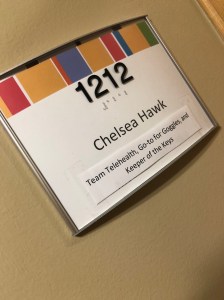 1212
Chelsea Hawk
Team Telehealth, Go-to for Goggles, and
Keeper of the Keys